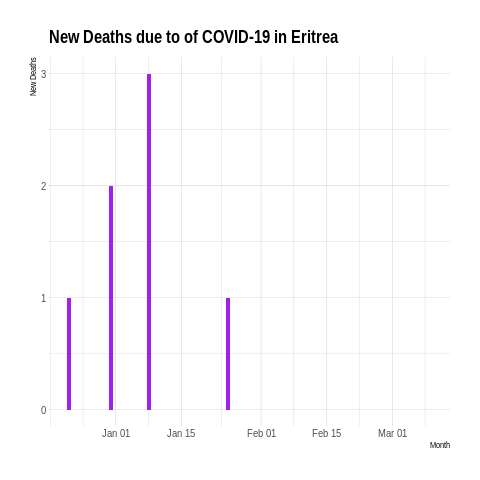 New Deaths due to of COVID-19 in Eritrea
New Deaths
3
2
1
0
Jan 01 Jan 15 Feb 01 Feb 15 Mar 01
Month